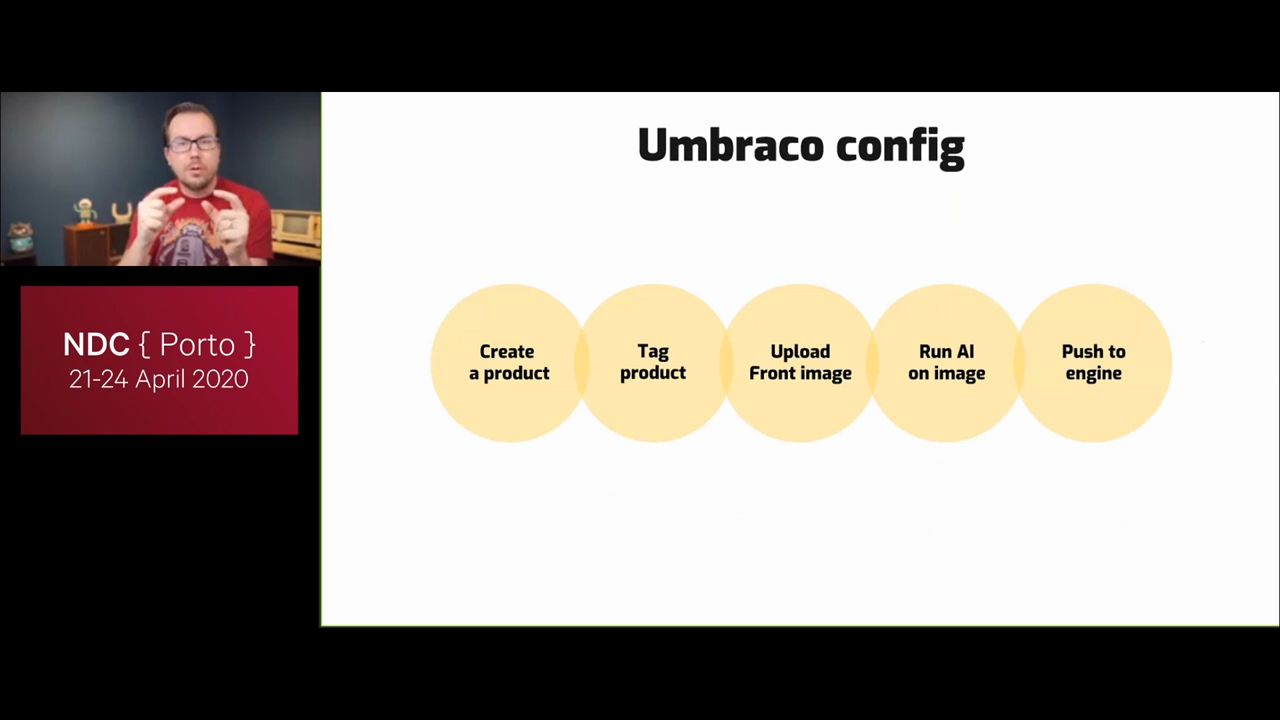 Umbraco config
NDC { Porto }
21-24 April 2020
Create
a product
Tag
product
Upload
Front image
Run AI
on image
Push to
engine